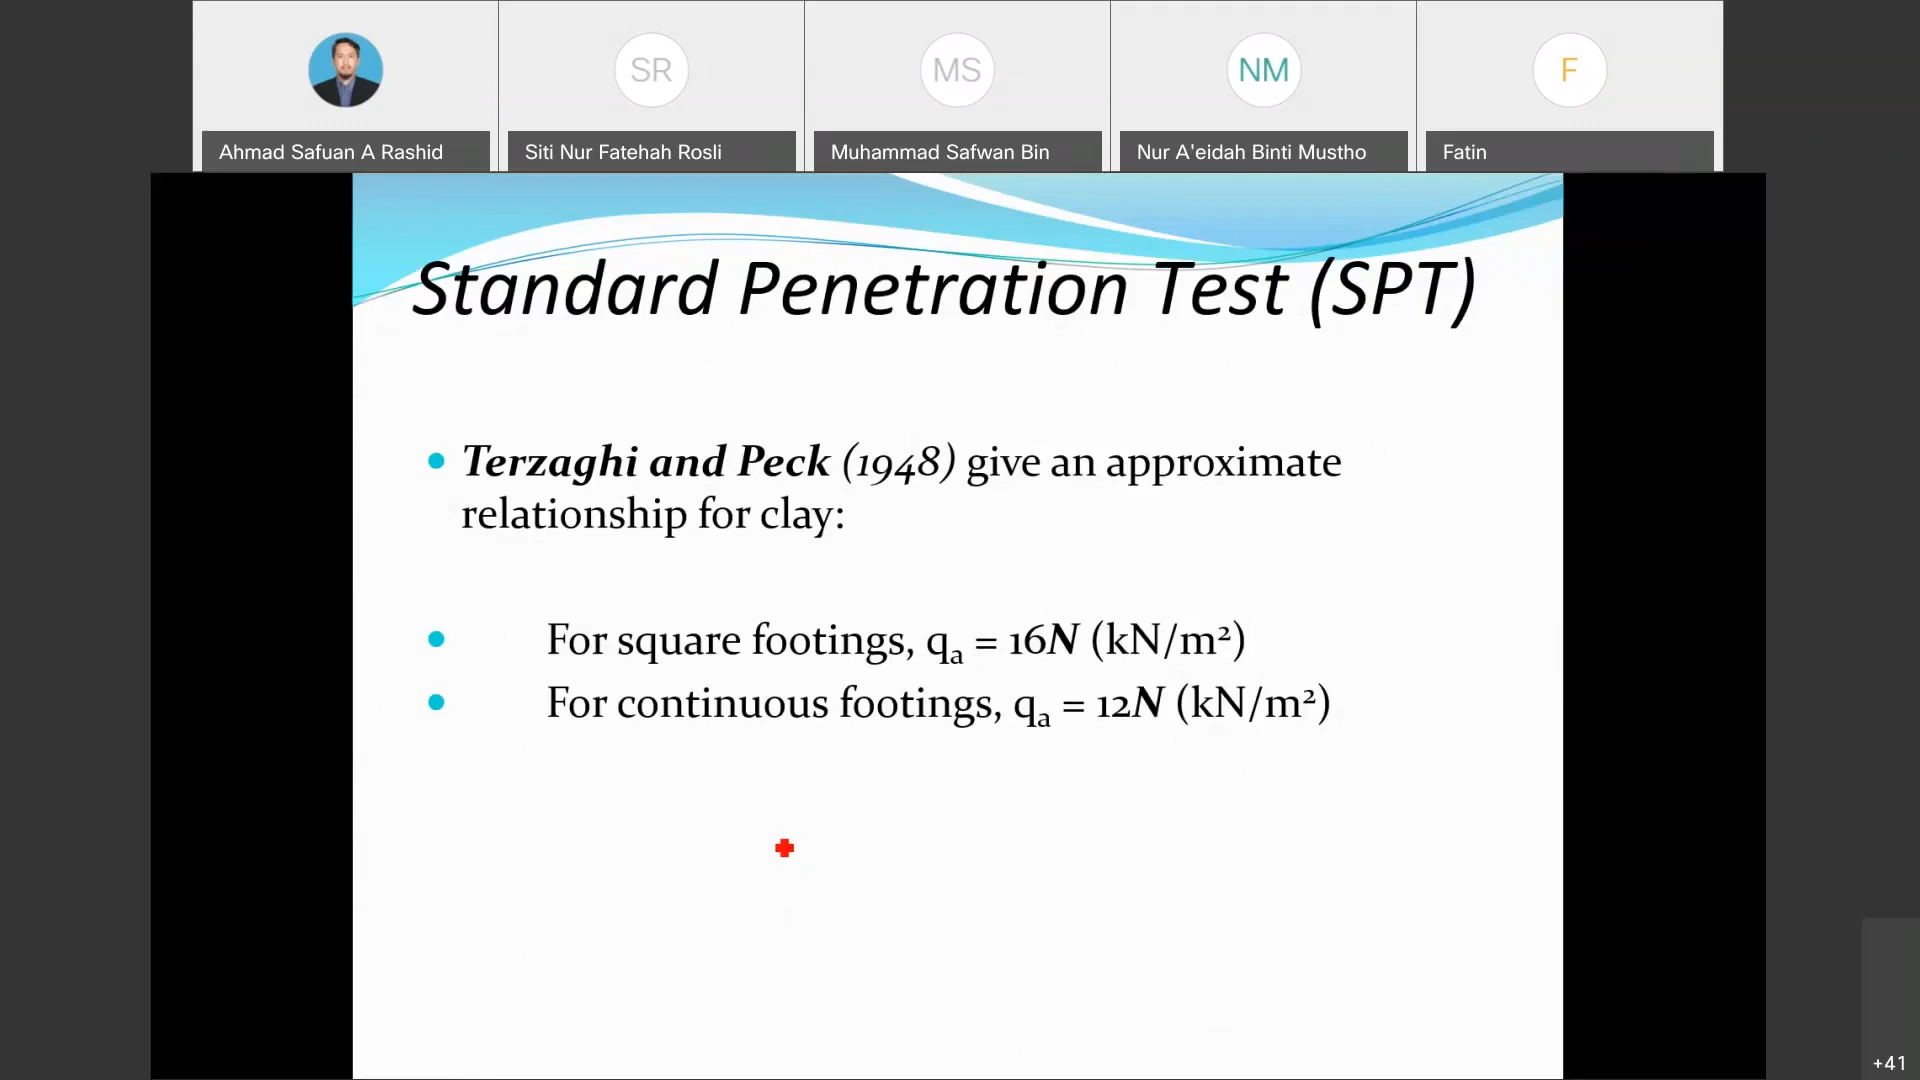 SR
MS
NM
F
Ahmad Safuan A Rashid
Siti Nur Fatehah Rosli
Muhammad Safwan Bin
Nur A'eidah Binti Mustho
Fatin
Standard Penetration Test (SPT)
• Terzaghi and Peck (1948) give an approximate
relationship for clay:
• For square footings, qₐ = 16N (kN/m²)
• For continuous footings, qₐ = 12N (kN/m²)
+41